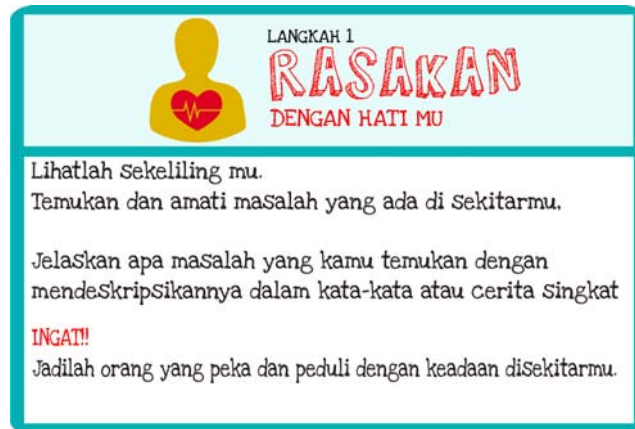 LANGKAH 1
RASAKAN
DENGAN HATI MU
Lihatlah sekeliling mu.
Temukan dan amati masalah yang ada di sekitarmu,
Jelaskan apa masalah yang kamu temukan dengan
mendeskripsikannya dalam kata-kata atau cerita singkat
INGAT!!
Jadilah orang yang peka dan peduli dengan keadaan disekitarmu.